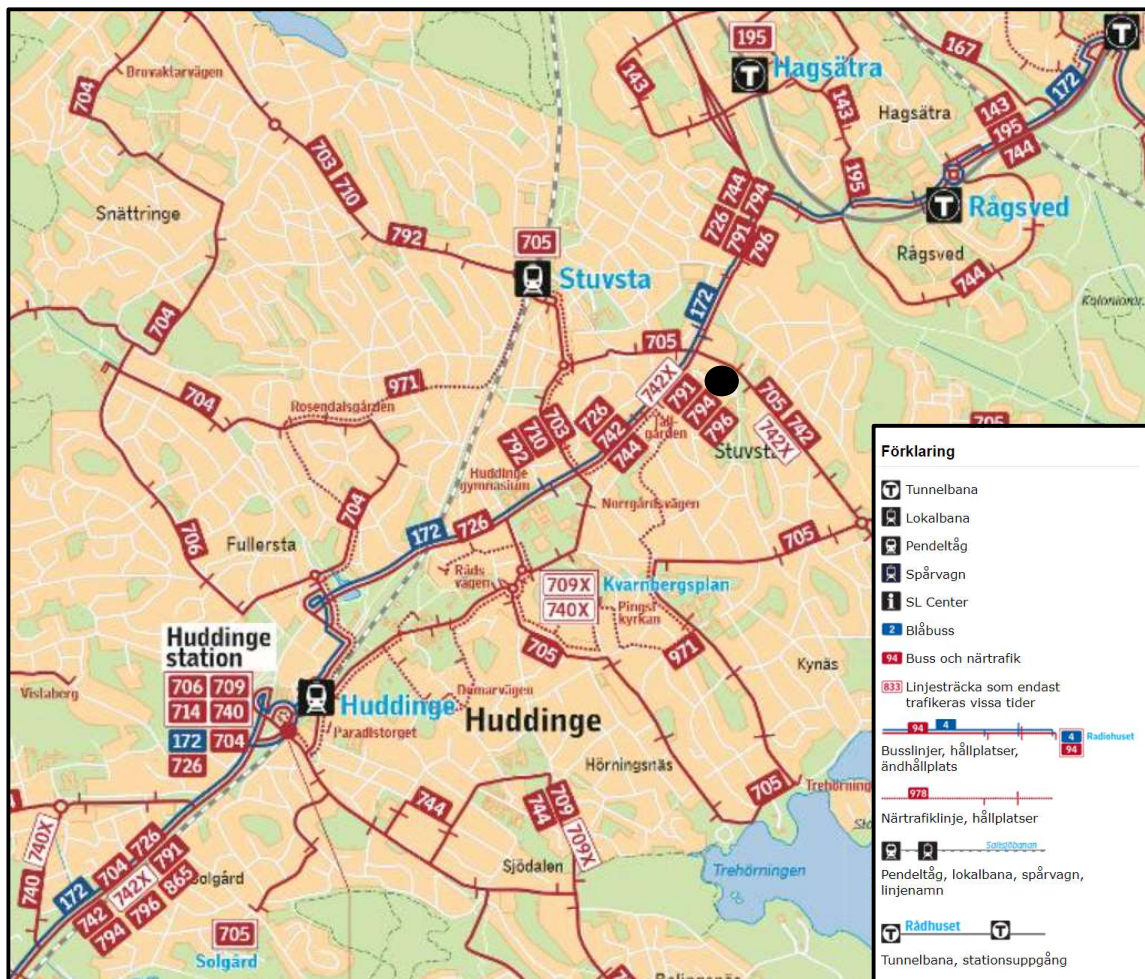 195
167
Brovaktarvägen
Hagsätra
172
704
143
143
Hagsätra
143
195
744
703
710
744
794
195
Snättringe
Rågsved
726
791
796
792
705
Rågsved
744
Stuvsta
172
704
705
971
742X
791
794
796
705
742
742X
705
704
Rosendalsgården
726
742
744
703
710
792
Tallgården
Stuvsta
Huddinge
gymnasium
Norrgårdsvägen
704
706
172
726
705
Fullersta
Råds
vägen
709X
740X
Kvarnbergsplan
Pingst
kyrkan
705
971
Kynäs
Huddinge
station
706 709
714 740
172 704
726
Vistaberg
Huddinge
Domarvägen
Huddinge
Paradistorget
Hörningsnäs
705
Trehörning
744
744
709
709X
740X
740
172
704
726
742
742X
791
794
796
865
Solgård
Sjödalen
Trehörningen
705
Solgård
Förklaring
Tunnelbana
Lokalbana
Pendeltåg
Spårvagn
SL Center
2 Blåbuss
94 Buss och närtrafik
833 Linjesträcka som endast
trafikeras vissa tider
94 4
4 Radiohuset
94
Busslinjer, hållplatser,
ändhållplats
978
Närtrafiklinje, hållplatser
Saltsjöbanan
Pendeltåg, lokalbana, spårvagn,
linjenamn
Rådhuset
Tunnelbana, stationsuppgång